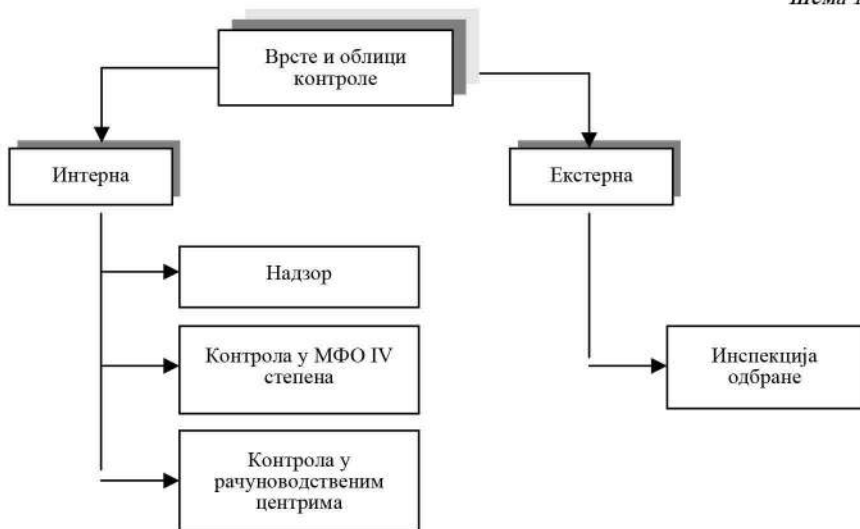 Шема 1
Врсте и облици
контроле
Интерна
Екстерна
Надзор
Контрола у МФО IV
степена
Инспекција
одбране
Контрола у
рачуноводственим
центрима